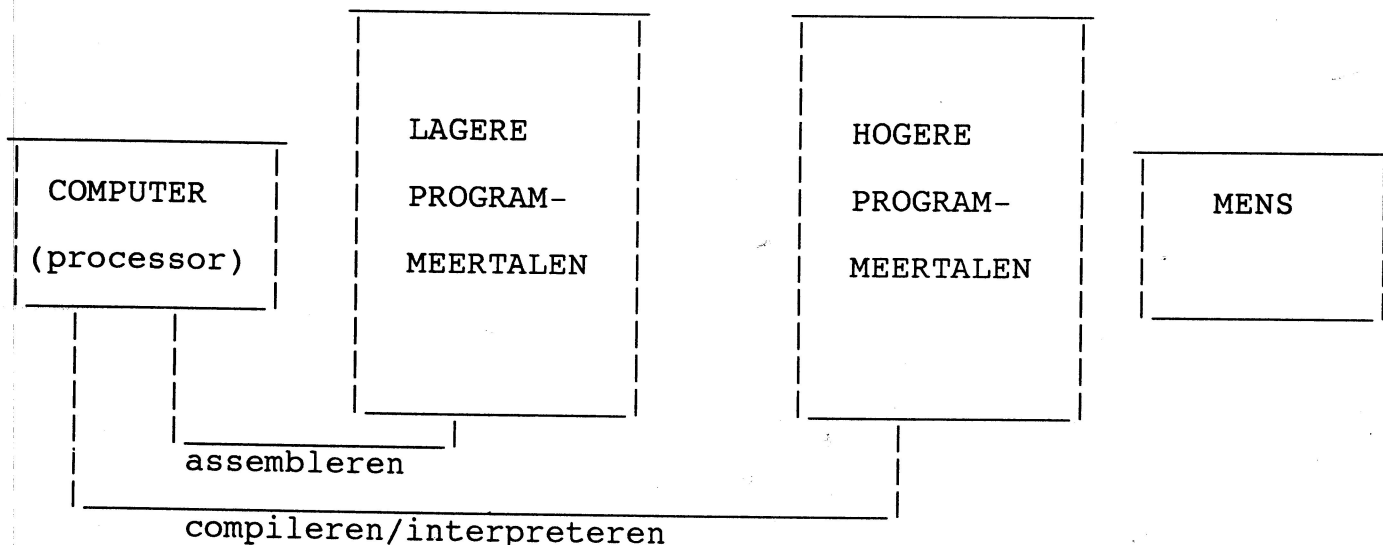 COMPUTER
(processor)
LAGERE
PROGRAM-
MEERTALEN
HOGERE
PROGRAM-
MEERTALEN
MENS
assembleren
compileren/interpreteren